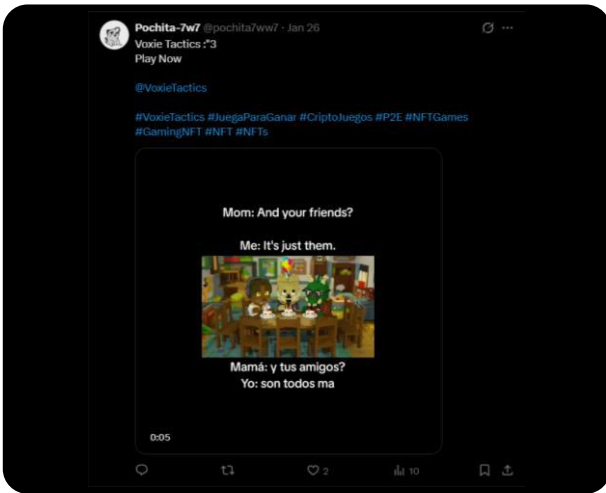 Pochita-7w7 @pochita7ww7 · Jan 26
Voxie Tactics :"3
Play Now
@VoxieTactics
#VoxieTactics #JuegaParaGanar #CriptoJuegos #P2E #NFTGames
#GamingNFT #NFT #NFTs
Mom: And your friends?
Me: It's just them.
Mamá: y tus amigos?
Yo: son todos ma
0:05
2
10